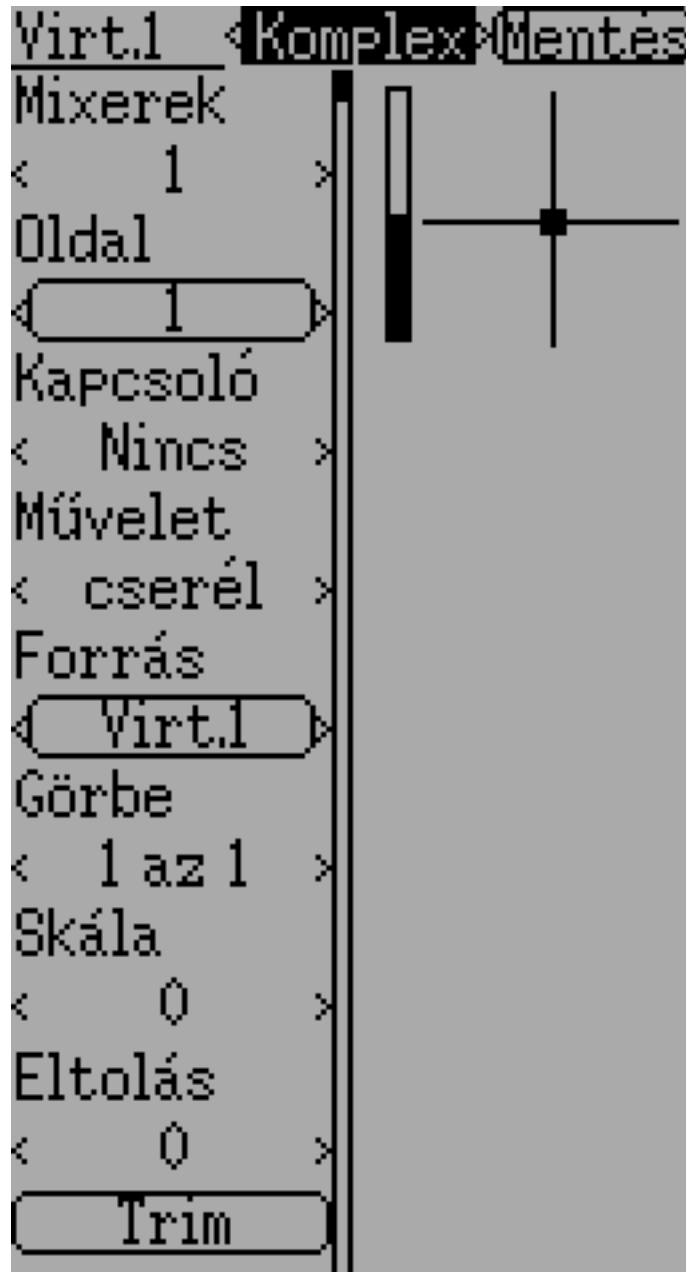 Virt.1 <Komplex> Mentés
Mixerek
< 1 >
Oldal
< 1 >
Kapcsoló
< Nincs >
Művelet
< cserél >
Forrás
< Virt.1 >
Görbe
< 1 az 1 >
Skála
< 0 >
Eltolás
< 0 >
Trim